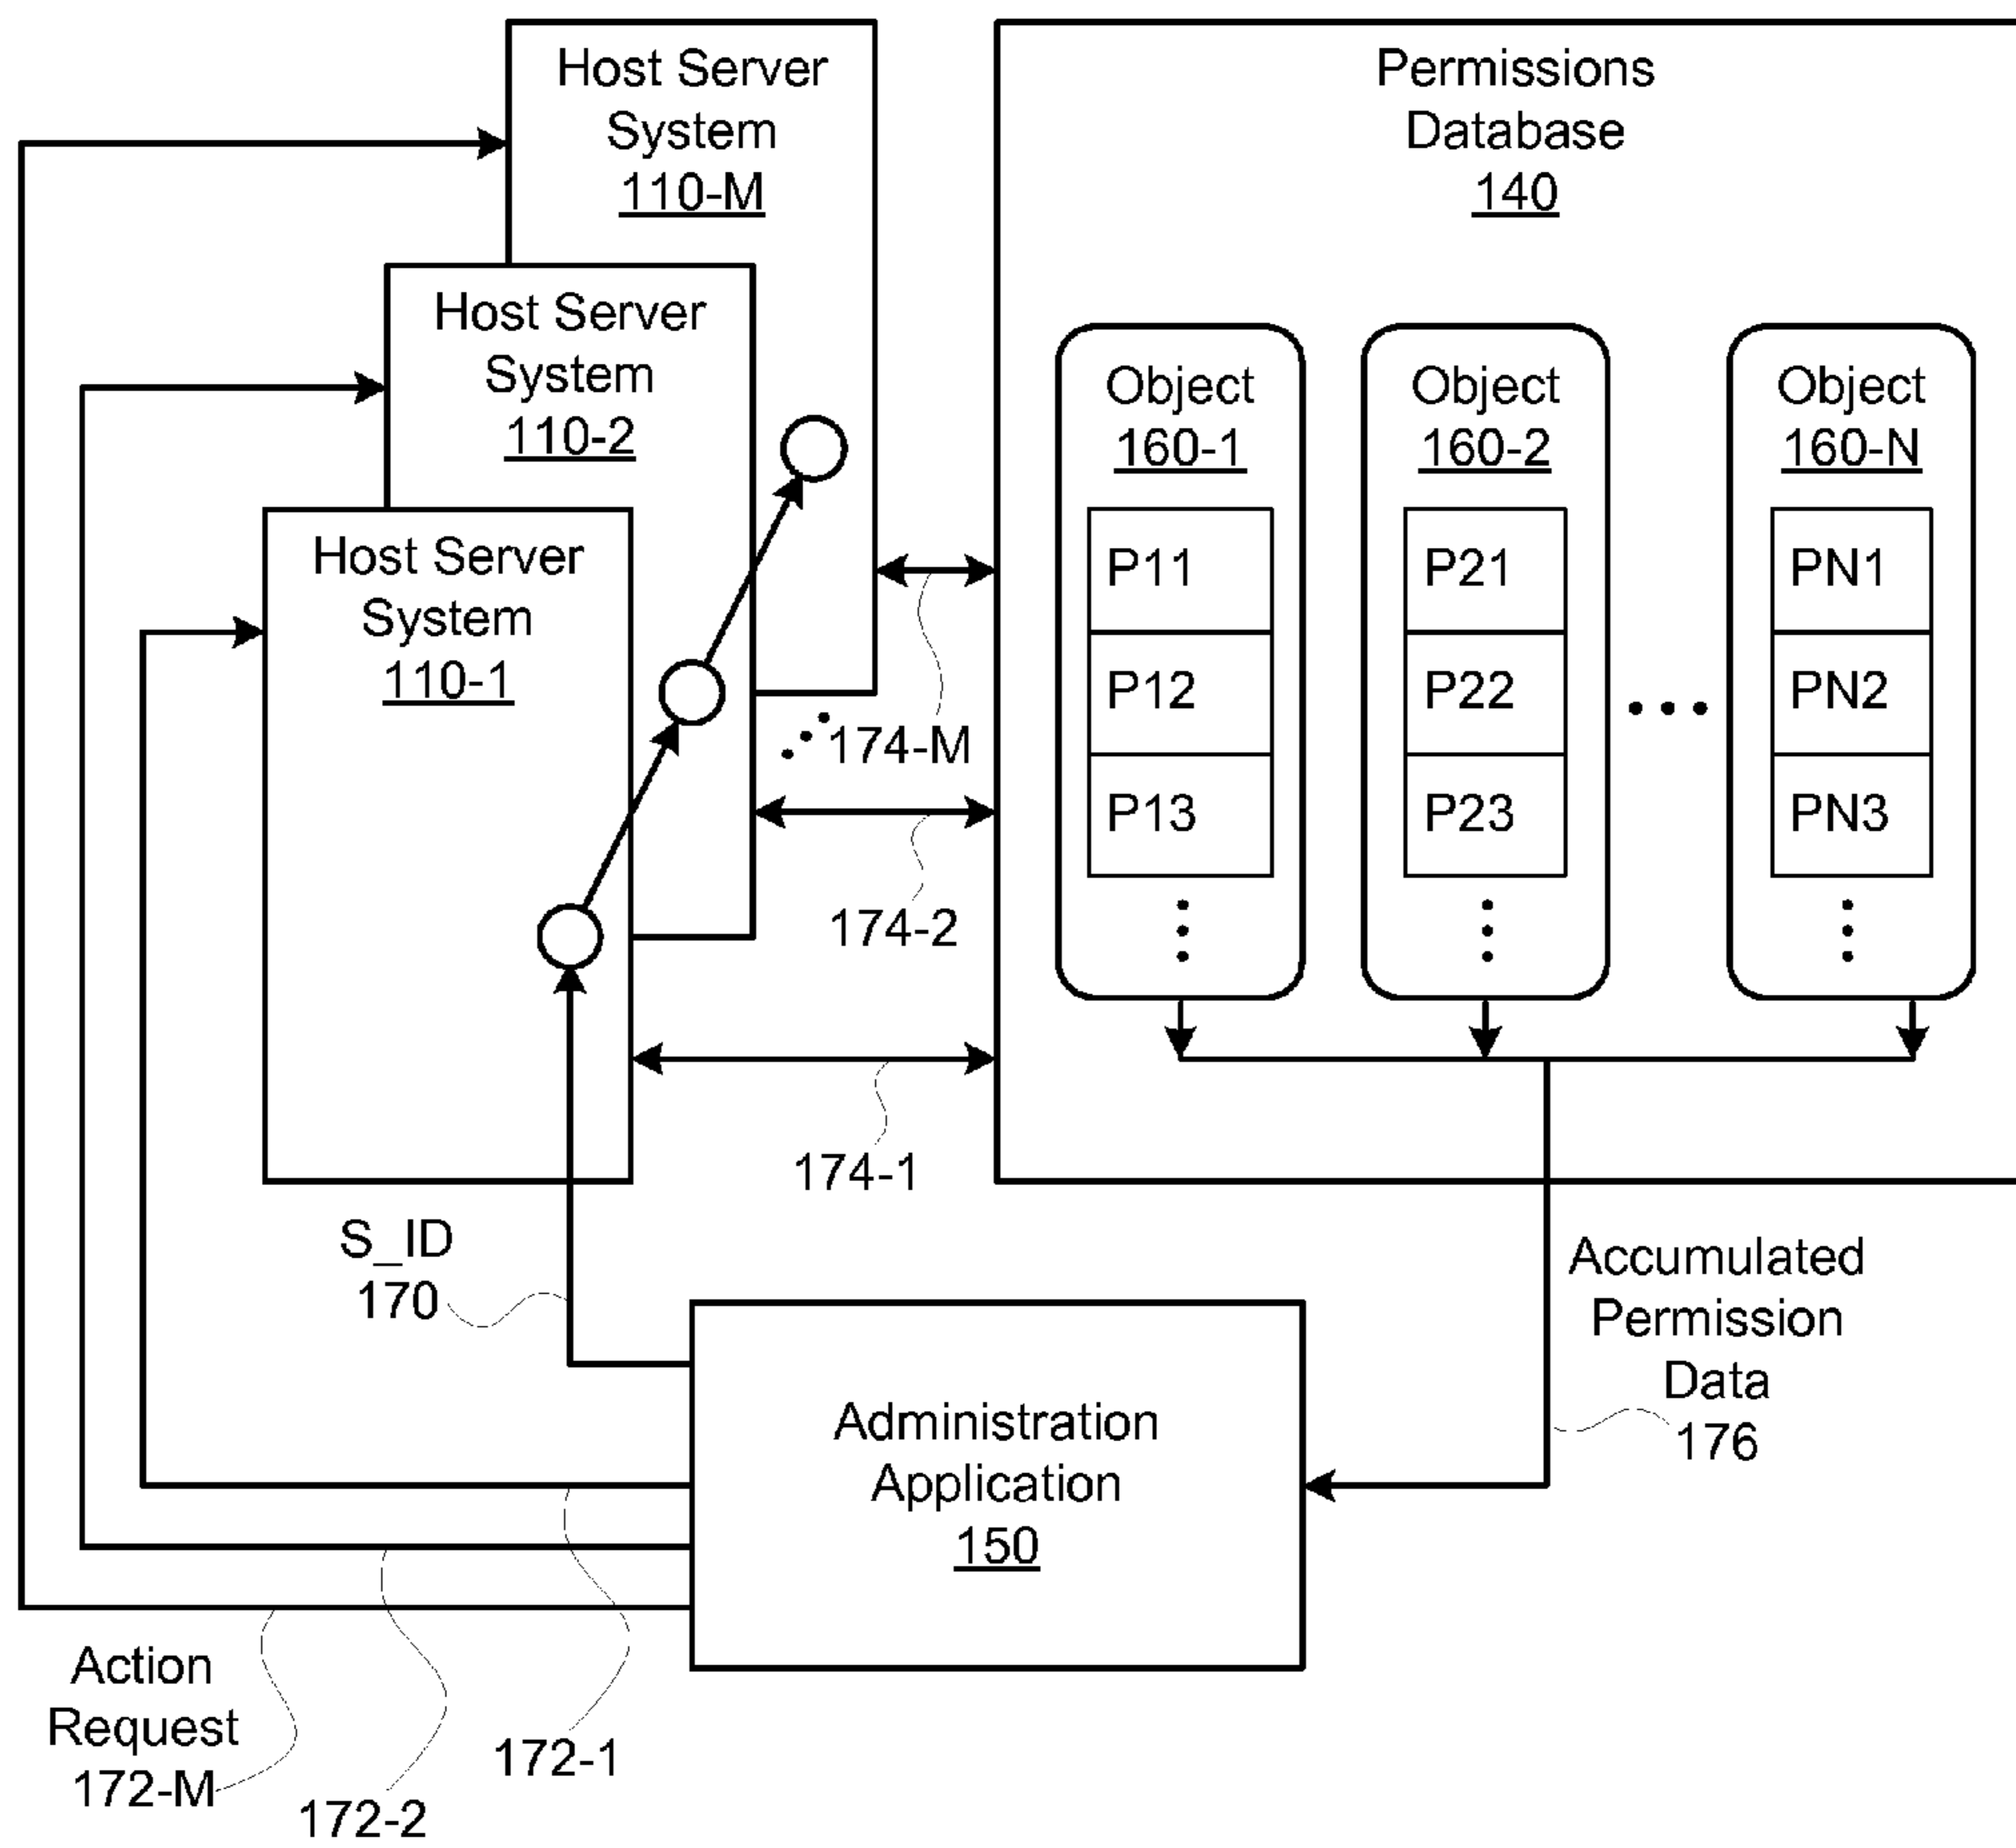 Host Server
System
110-M
Host Server
System
110-2
Host Server
System
110-1
Permissions
Database
140
Object
160-1
P11
P12
P13
Object
160-2
P21
P22
P23
Object
160-N
PN1
PN2
PN3
174-M
174-2
174-1
S_ID
170
Accumulated
Permission
Data
176
Administration
Application
150
Action
Request
172-M
172-2
172-1